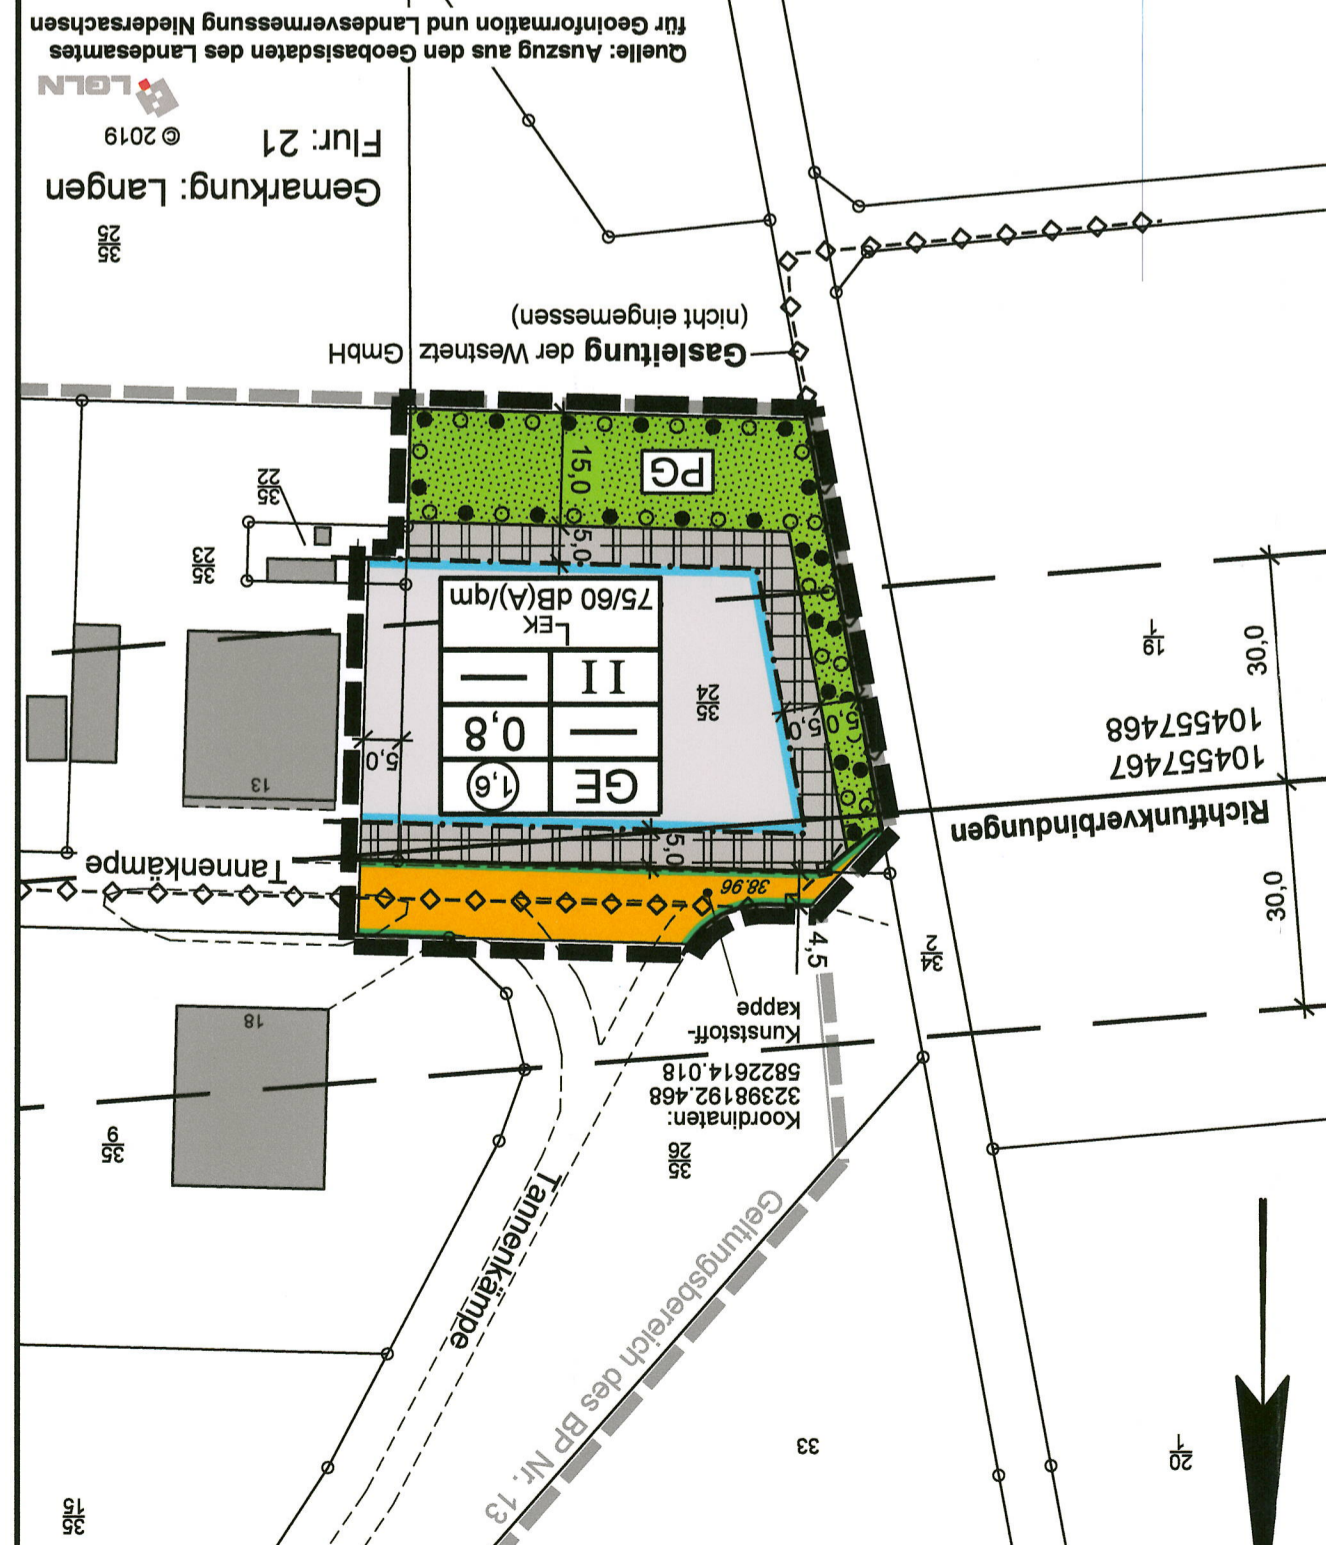 35
15
20
1
33
Geltungsbereich des BP Nr. 13
Tannenkämpe
35
9
35
26
Koordinaten:
32398192.468
5822614.018
Kunststoff-
kappe
18
34
2
4,5
30,0
38.96
Tannenkämpe
5,0
Richtfunkverbindungen
104557467
104557468
30,0
19
1
GE
1,6
—
0,8
II
—
LEK
75/60 dB(A)/qm
13
5,0
5,0
5,0
35
24
35
23
35
22
5,0
15,0
PG
Gasleitung der Westnetz GmbH
(nicht eingemessen)
35
25
Gemarkung: Langen
Flur: 21
© 2019
LGLN
Quelle: Auszug aus den Geobasisdaten des Landesamtes
für Geoinformation und Landesvermessung Niedersachsen